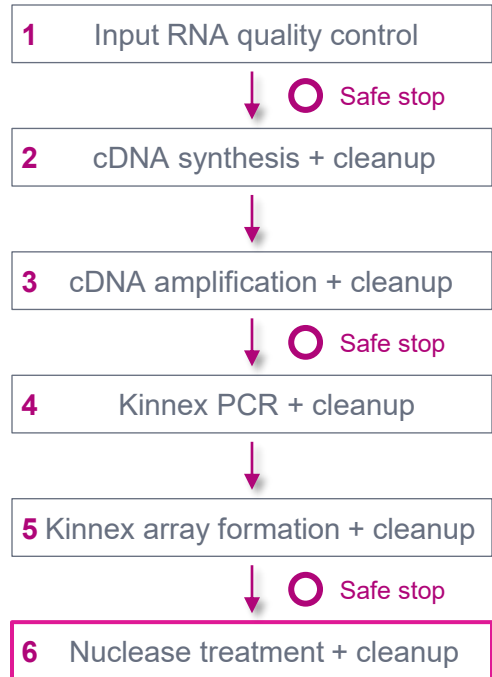 1 Input RNA quality control
Safe stop
2 cDNA synthesis + cleanup
3 cDNA amplification + cleanup
Safe stop
4 Kinnex PCR + cleanup
5 Kinnex array formation + cleanup
Safe stop
6 Nuclease treatment + cleanup